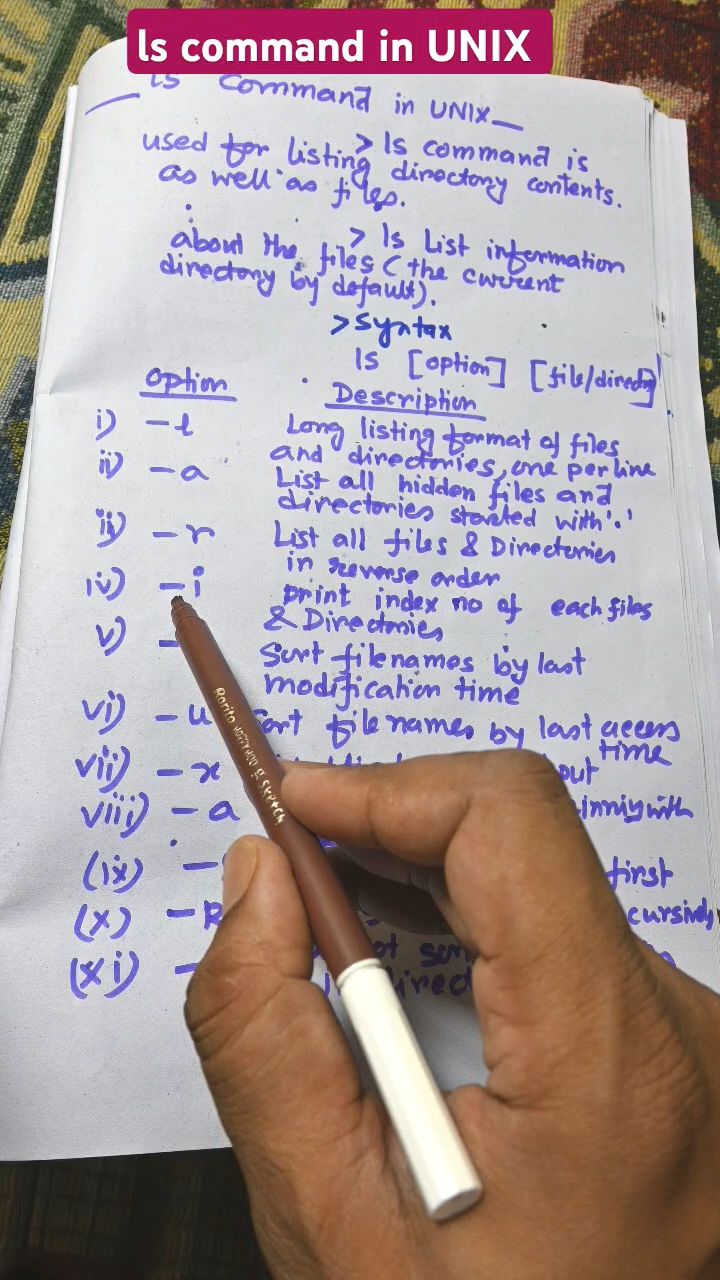 ls command in UNIX
ls Command in UNIX
> ls command is
used for listing directory contents.
as well as files.
> ls List information
about the files (the current
directory by default).
> Syntax
ls [option] [file/directory]
Option Description
i) -l Long listing format of files
and directories, one per line
ii) -a List all hidden files and
directories started with '.'
iii) -r List all files & Directories
in reverse order
iv) -i print index no of each files
& Directories
v) - Sort filenames by last
modification time
vi) -u Sort file names by last access
time
vii) -x
viii) -a with
(ix) - first
(x) -R cursively
(xi) -